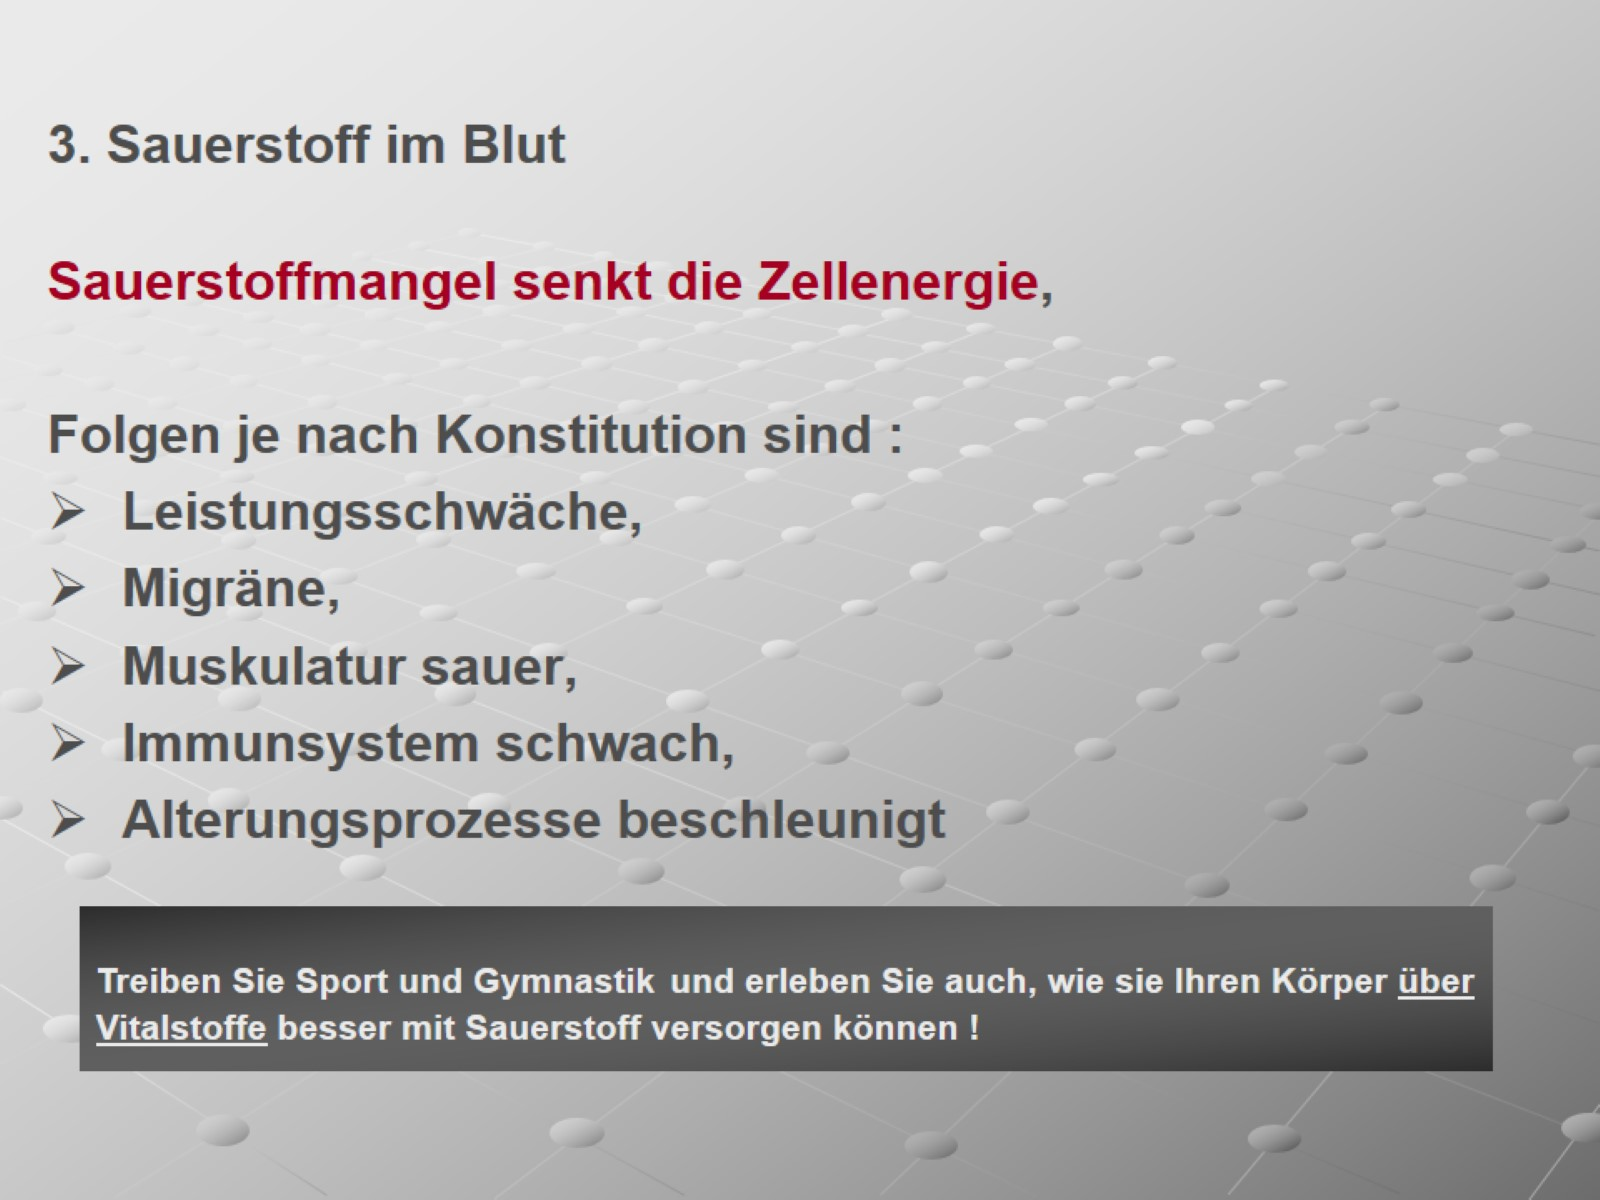 3. Sauerstoff im Blut
Sauerstoffmangel senkt die Zellenergie,
Folgen je nach Konstitution sind :
➢ Leistungsschwäche,
➢ Migräne,
➢ Muskulatur sauer,
➢ Immunsystem schwach,
➢ Alterungsprozesse beschleunigt
Treiben Sie Sport und Gymnastik und erleben Sie auch, wie sie Ihren Körper über
Vitalstoffe besser mit Sauerstoff versorgen können !